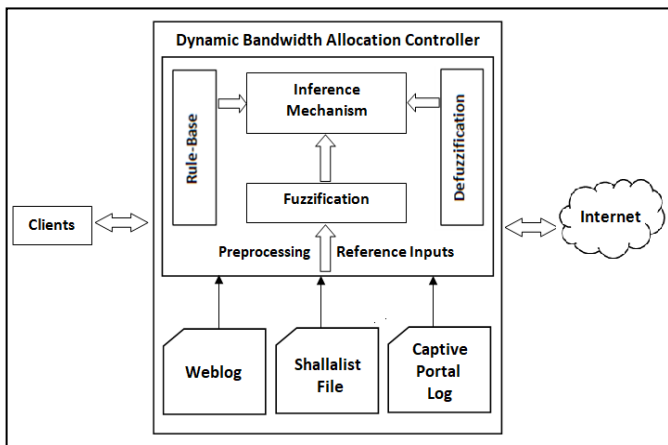 Dynamic Bandwidth Allocation Controller
Rule-Base
Inference
Mechanism
Defuzzification
Fuzzification
Preprocessing
Reference Inputs
Clients
Internet
Weblog
Shallalist
File
Captive
Portal
Log